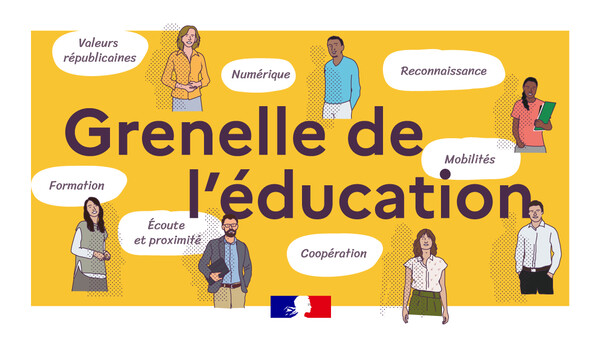 Valeurs
républicaines
Numérique
Reconnaissance
Grenelle de
l'éducation
Mobilités
Formation
Écoute
et proximité
Coopération